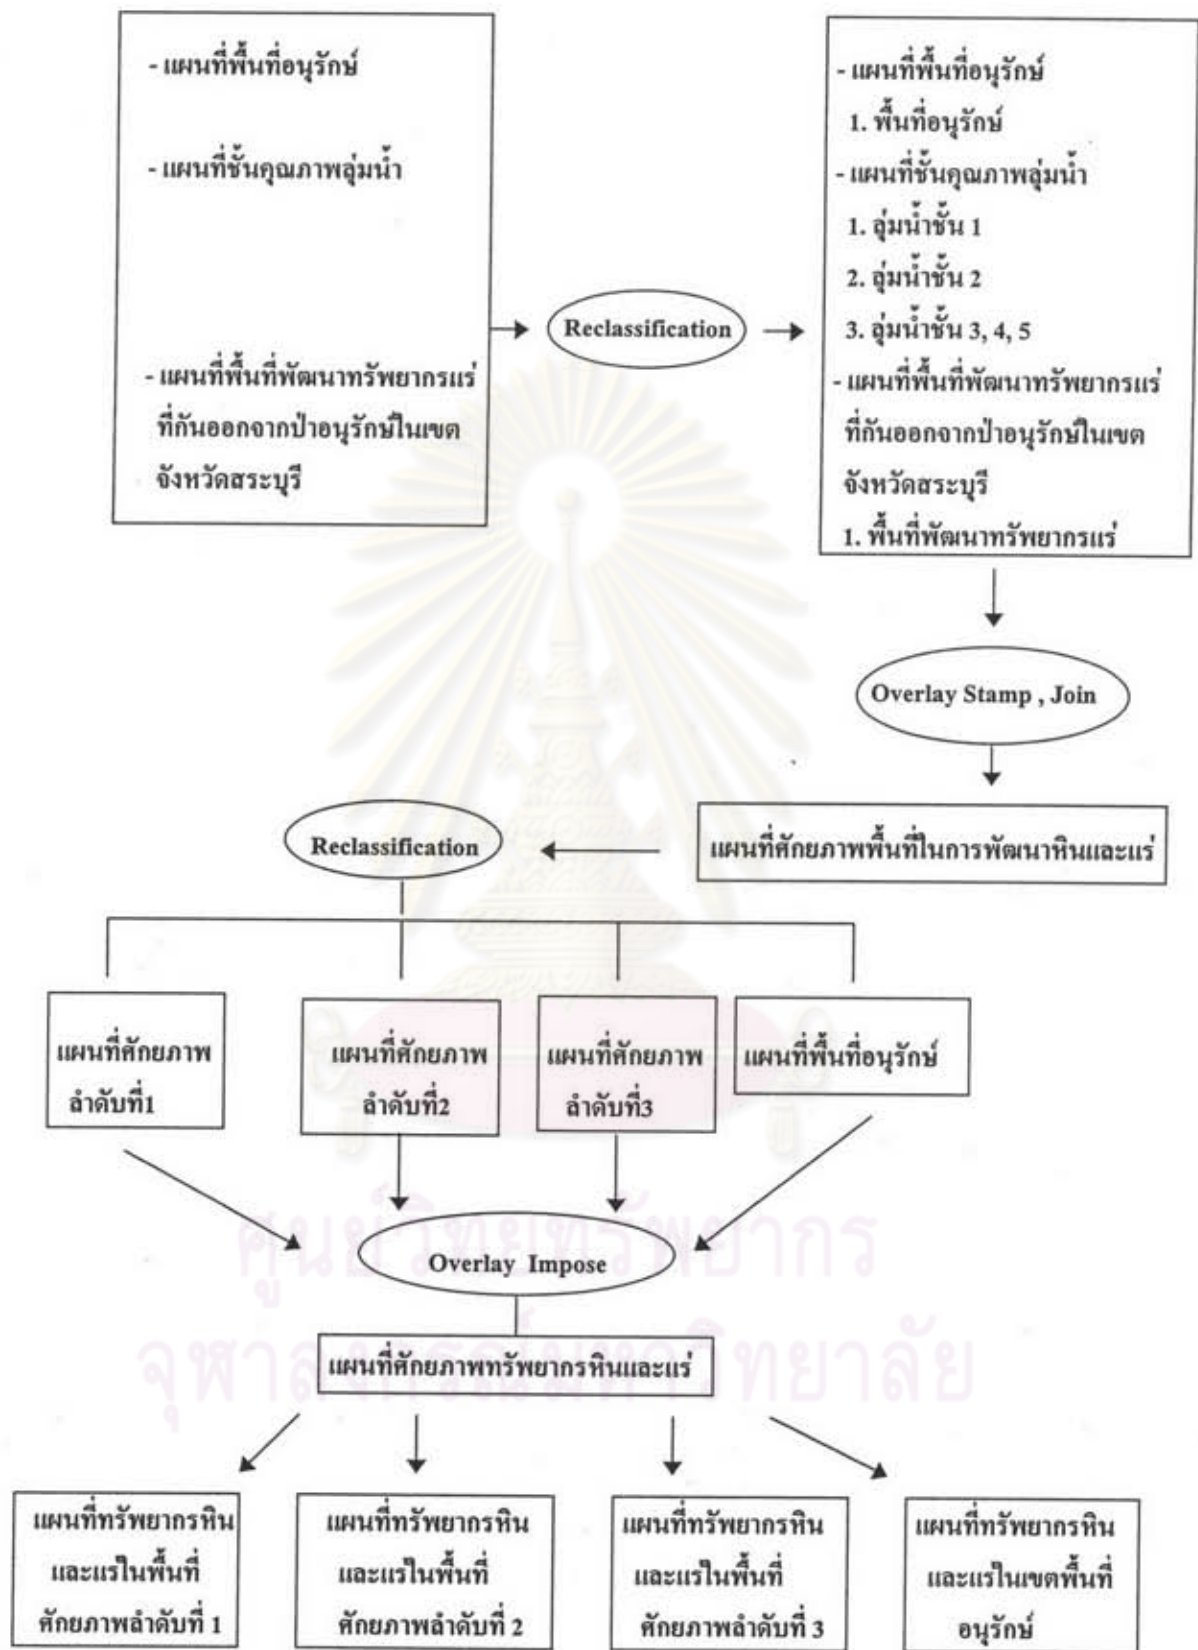 - แผนที่พื้นที่อนุรักษ์
- แผนที่ชั้นคุณภาพลุ่มน้ำ
- แผนที่พื้นที่พัฒนาทรัพยากรแร่
ที่กันออกจากป่าอนุรักษ์ในเขต
จังหวัดสระบุรี
Reclassification
- แผนที่พื้นที่อนุรักษ์
1. พื้นที่อนุรักษ์
- แผนที่ชั้นคุณภาพลุ่มน้ำ
1. ลุ่มน้ำชั้น 1
2. ลุ่มน้ำชั้น 2
3. ลุ่มน้ำชั้น 3, 4, 5
- แผนที่พื้นที่พัฒนาทรัพยากรแร่
ที่กันออกจากป่าอนุรักษ์ในเขต
จังหวัดสระบุรี
1. พื้นที่พัฒนาทรัพยากรแร่
Overlay Stamp , Join
แผนที่ศักยภาพพื้นที่ในการพัฒนาหินและแร่
Reclassification
แผนที่ศักยภาพ
ลำดับที่1
แผนที่ศักยภาพ
ลำดับที่2
แผนที่ศักยภาพ
ลำดับที่3
แผนที่พื้นที่อนุรักษ์
Overlay Impose
แผนที่ศักยภาพทรัพยากรหินและแร่
แผนที่ทรัพยากรหิน
และแร่ในพื้นที่
ศักยภาพลำดับที่ 1
แผนที่ทรัพยากรหิน
และแร่ในพื้นที่
ศักยภาพลำดับที่ 2
แผนที่ทรัพยากรหิน
และแร่ในพื้นที่
ศักยภาพลำดับที่ 3
แผนที่ทรัพยากรหิน
และแร่ในเขตพื้นที่
อนุรักษ์
ศูนย์วิทยทรัพยากร
จุฬาลงกรณ์มหาวิทยาลัย